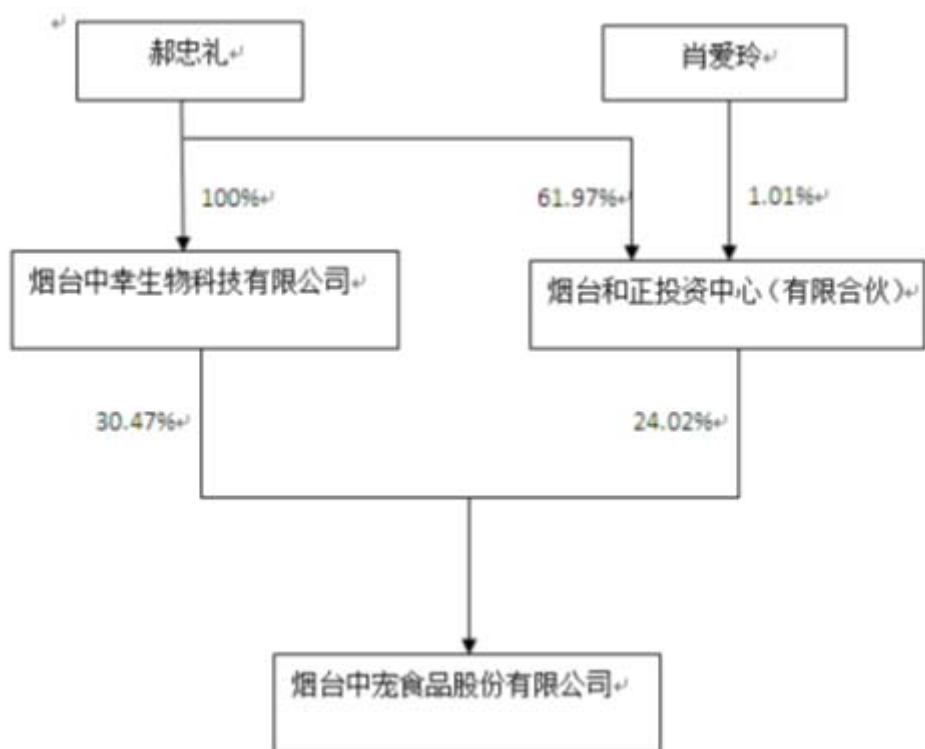 郝忠礼
肖爱玲
100%
61.97%
1.01%
烟台中幸生物科技有限公司
烟台和正投资中心（有限合伙）
30.47%
24.02%
烟台中宠食品股份有限公司